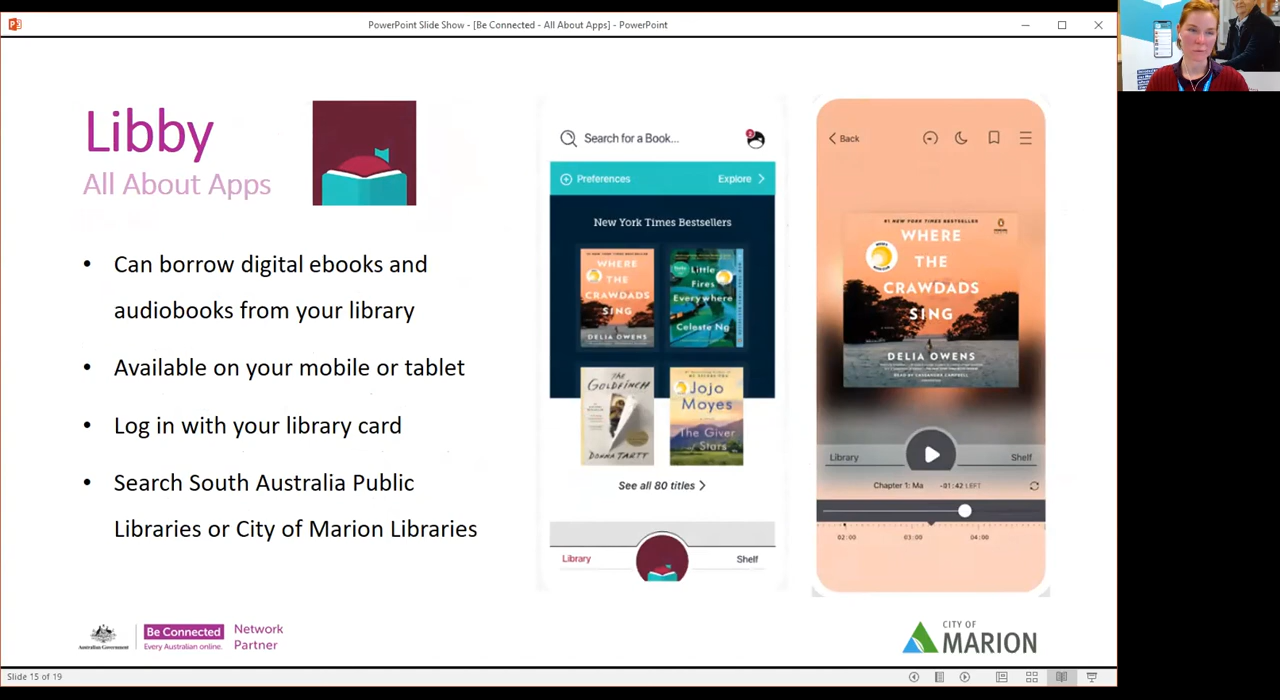 PowerPoint Slide Show - [Be Connected - All About Apps] - PowerPoint
Libby
All About Apps
• Can borrow digital ebooks and
audiobooks from your library
• Available on your mobile or tablet
• Log in with your library card
• Search South Australia Public
Libraries or City of Marion Libraries
Search for a Book...
Preferences
Explore
New York Times Bestsellers
WHERE
THE
CRAWDADS
SING
DELIA OWENS
Little
Fires
Everywhere
Celeste Ng
THE
GOLDFINCH
DONNA TARTT
Jojo
Moyes
The Giver
of Stars
See all 80 titles
Library
Shelf
Back
#1 NEW YORK TIMES BESTSELLER
WHERE
THE
CRAWDADS
SING
DELIA OWENS
READ BY CASSANDRA CAMPBELL
Library
Shelf
Chapter 1: Ma
-01:42 LEFT
02:00
03:00
04:00
Australian Government
Be Connected
Every Australian online.
Network
Partner
CITY OF
MARION
Slide 15 of 19